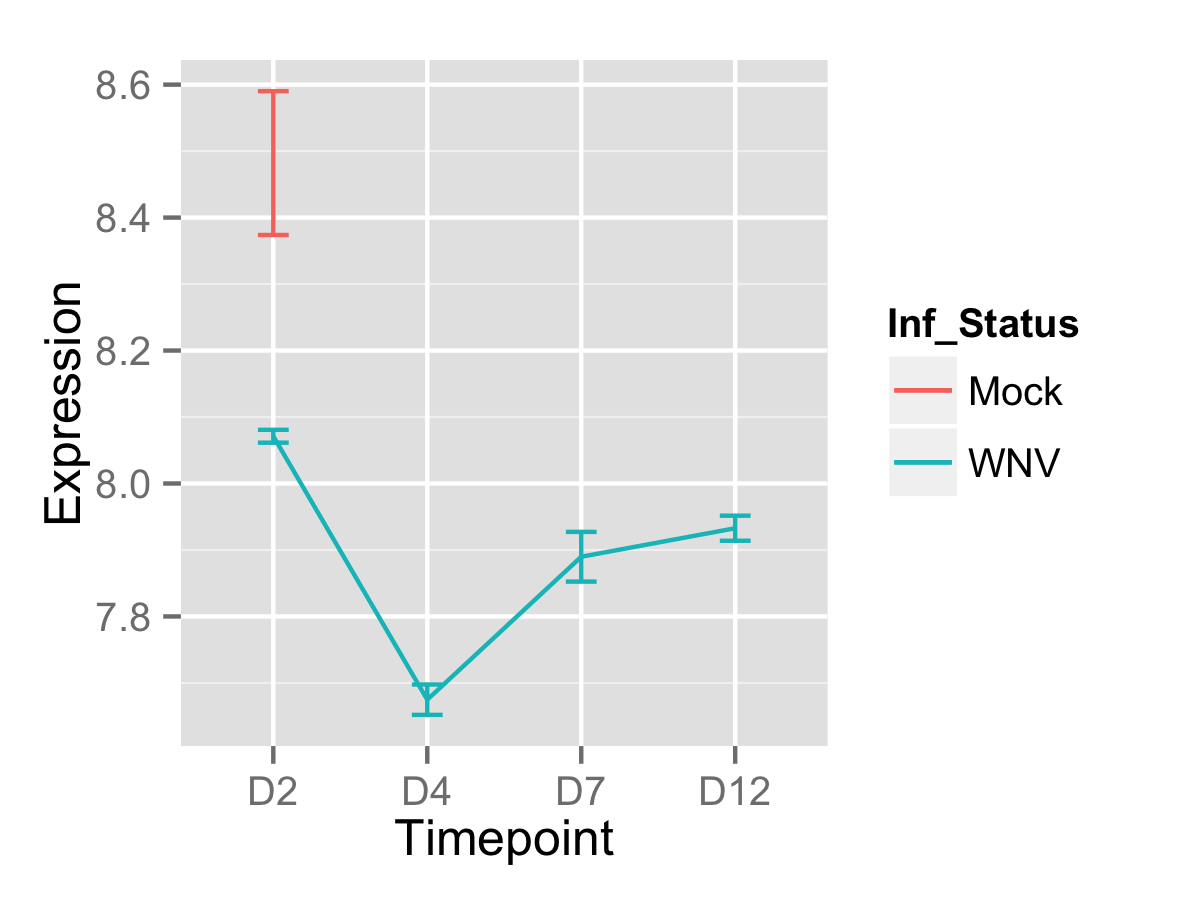 8.6
8.4
8.2
8.0
7.8
Expression
D2 D4 D7 D12
Timepoint
Inf_Status
Mock
WNV